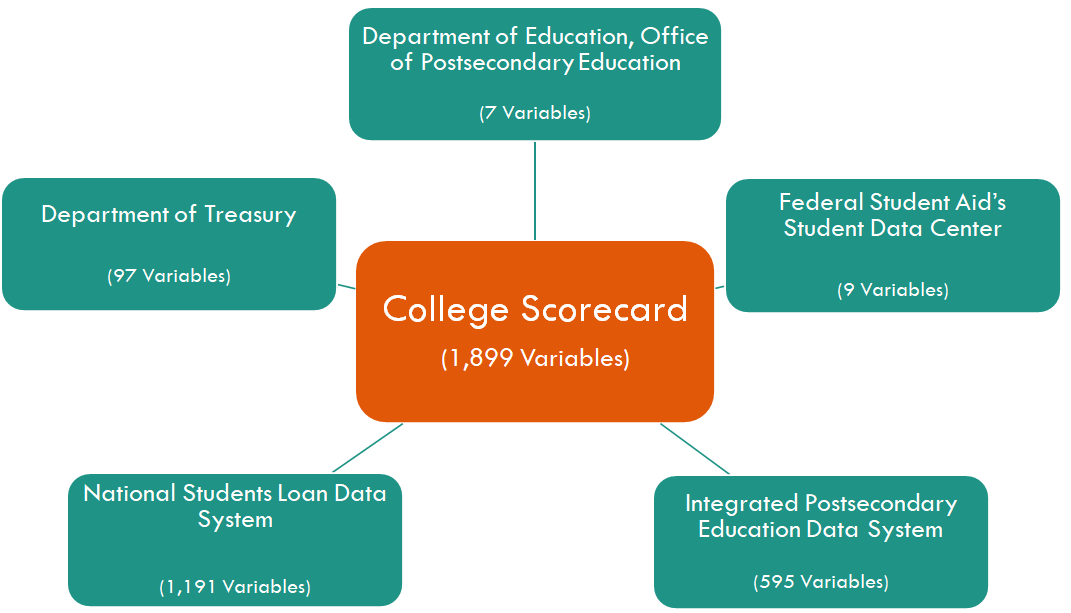 Department of Education, Office
of Postsecondary Education
(7 Variables)
Department of Treasury
(97 Variables)
Federal Student Aid's
Student Data Center
(9 Variables)
College Scorecard
(1,899 Variables)
National Students Loan Data
System
(1,191 Variables)
Integrated Postsecondary
Education Data System
(595 Variables)